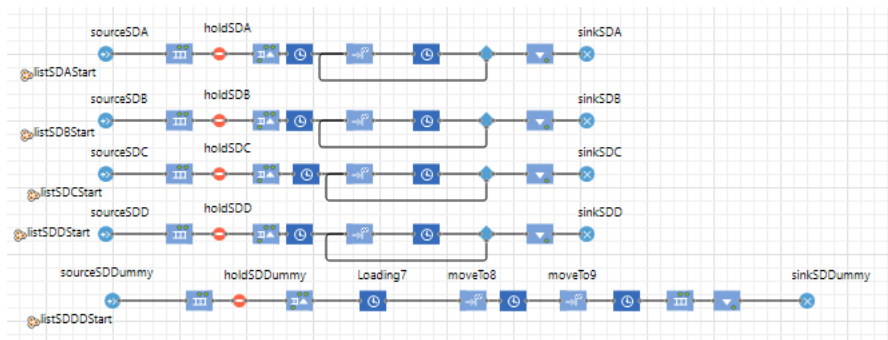 sourceSDA holdSDA sinkSDA
listSDAStart
sourceSDB holdSDB sinkSDB
listSDBStart
sourceSDC holdSDC sinkSDC
listSDCStart
sourceSDD holdSDD sinkSDD
listSDDStart
sourceSDDummy holdSDDummy Loading7 moveTo8 moveTo9 sinkSDDummy
listSDDDStart